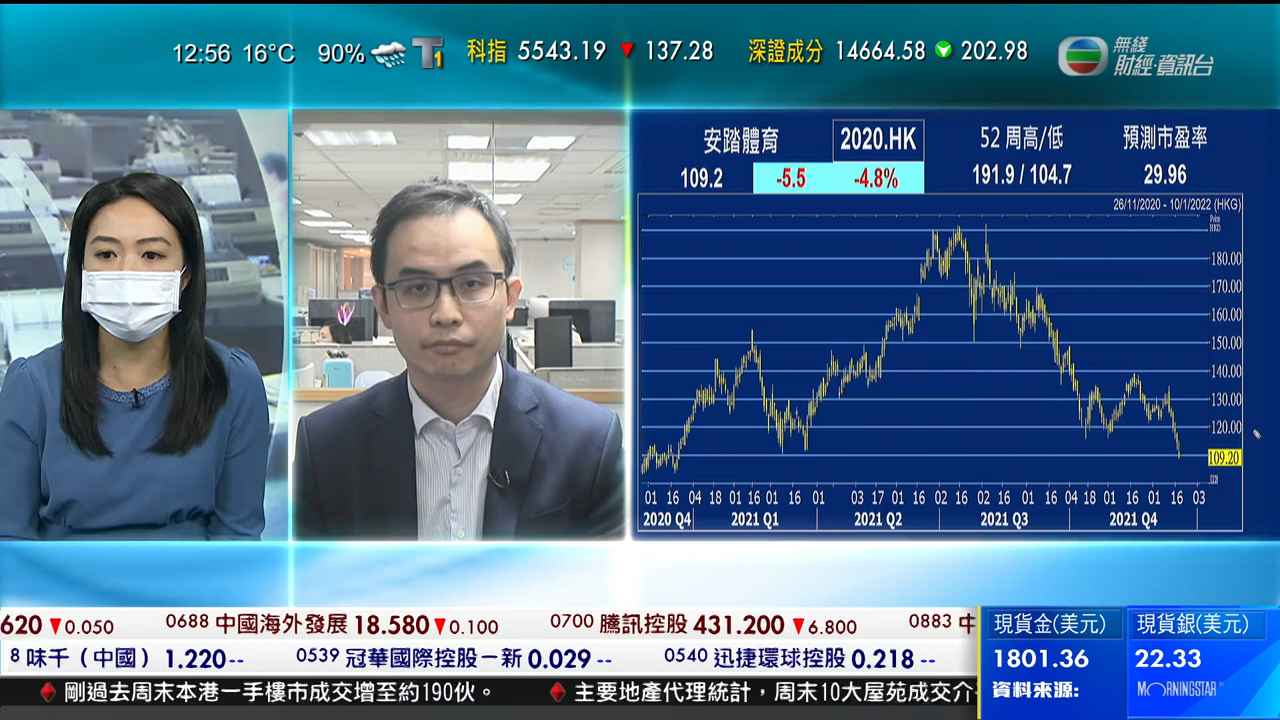 12:56 16°C 90% T1 科指 5543.19 ▼ 137.28 深證成分 14664.58 202.98
無綫
財經·資訊台
安踏體育 2020.HK 52 周高/低 預測市盈率
109.2 -5.5 -4.8% 191.9 / 104.7 29.96
26/11/2020 - 10/1/2022 (HKG)
Price
HKD
180.00
170.00
160.00
150.00
140.00
130.00
120.00
109.20
01 16 04 18 01 16 01 16 01 03 17 01 16 02 16 02 16 01 16 04 18 01 16 01 16 03
2020 Q4 2021 Q1 2021 Q2 2021 Q3 2021 Q4
620 ▼0.050 0688 中國海外發展 18.580 ▼0.100 0700 騰訊控股 431.200 ▼6.800 0883 中
8 味千（中國） 1.220-- 0539 冠華國際控股－新 0.029 -- 0540 迅捷環球控股 0.218 --
剛過去周末本港一手樓市成交增至約190伙。 主要地產代理統計，周末10大屋苑成交介
現貨金(美元) 現貨銀(美元)
1801.36 22.33
資料來源: MORNINGSTAR